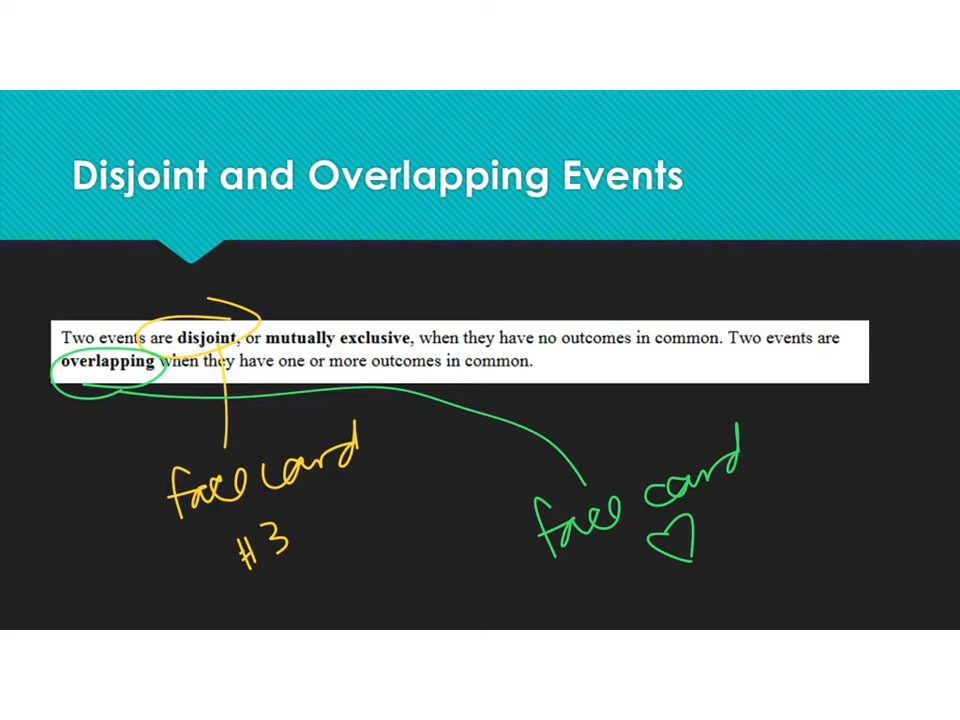 Disjoint and Overlapping Events
Two events are disjoint, or mutually exclusive, when they have no outcomes in common. Two events are
overlapping when they have one or more outcomes in common.
face card
#3
face card
♡